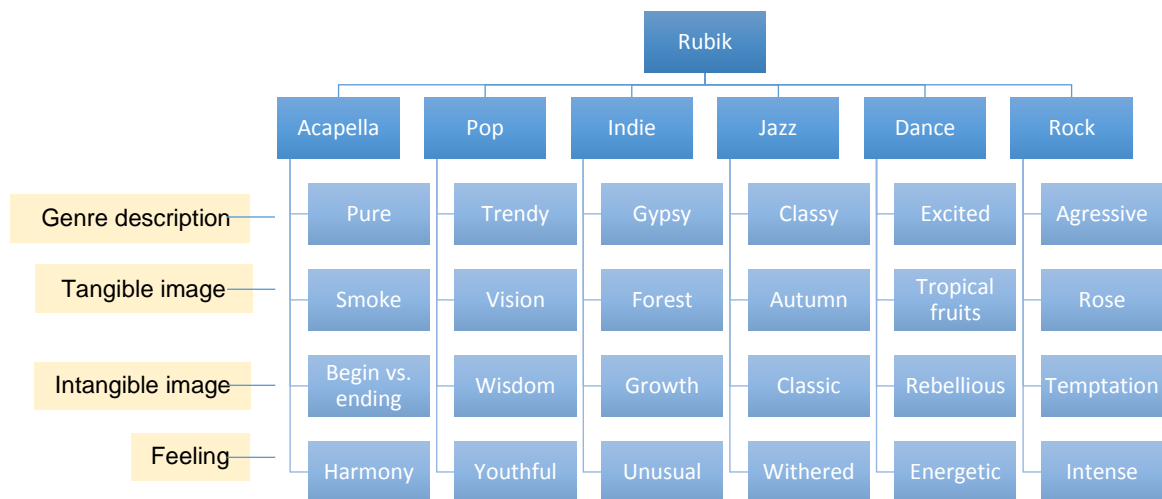 Rubik
Acapella
Pop
Indie
Jazz
Dance
Rock
Genre description
Pure
Trendy
Gypsy
Classy
Excited
Agressive
Tangible image
Smoke
Vision
Forest
Autumn
Tropical
fruits
Rose
Intangible image
Begin vs.
ending
Wisdom
Growth
Classic
Rebellious
Temptation
Feeling
Harmony
Youthful
Unusual
Withered
Energetic
Intense